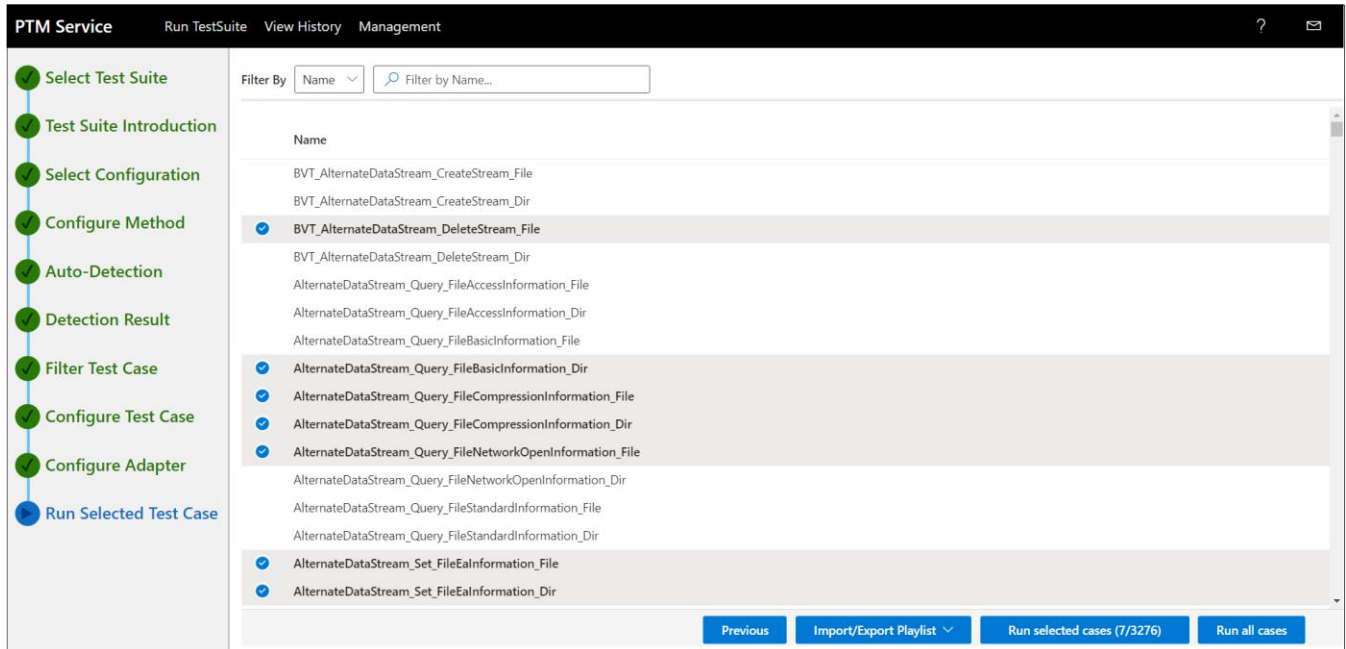 PTM Service Run TestSuite View History Management ?
Select Test Suite
Test Suite Introduction
Select Configuration
Configure Method
Auto-Detection
Detection Result
Filter Test Case
Configure Test Case
Configure Adapter
Run Selected Test Case
Filter By Name Filter by Name...
Name
BVT_AlternateDataStream_CreateStream_File
BVT_AlternateDataStream_CreateStream_Dir
BVT_AlternateDataStream_DeleteStream_File
BVT_AlternateDataStream_DeleteStream_Dir
AlternateDataStream_Query_FileAccessInformation_File
AlternateDataStream_Query_FileAccessInformation_Dir
AlternateDataStream_Query_FileBasicInformation_File
AlternateDataStream_Query_FileBasicInformation_Dir
AlternateDataStream_Query_FileCompressionInformation_File
AlternateDataStream_Query_FileCompressionInformation_Dir
AlternateDataStream_Query_FileNetworkOpenInformation_File
AlternateDataStream_Query_FileNetworkOpenInformation_Dir
AlternateDataStream_Query_FileStandardInformation_File
AlternateDataStream_Query_FileStandardInformation_Dir
AlternateDataStream_Set_FileEaInformation_File
AlternateDataStream_Set_FileEaInformation_Dir
Previous Import/Export Playlist Run selected cases (7/3276) Run all cases